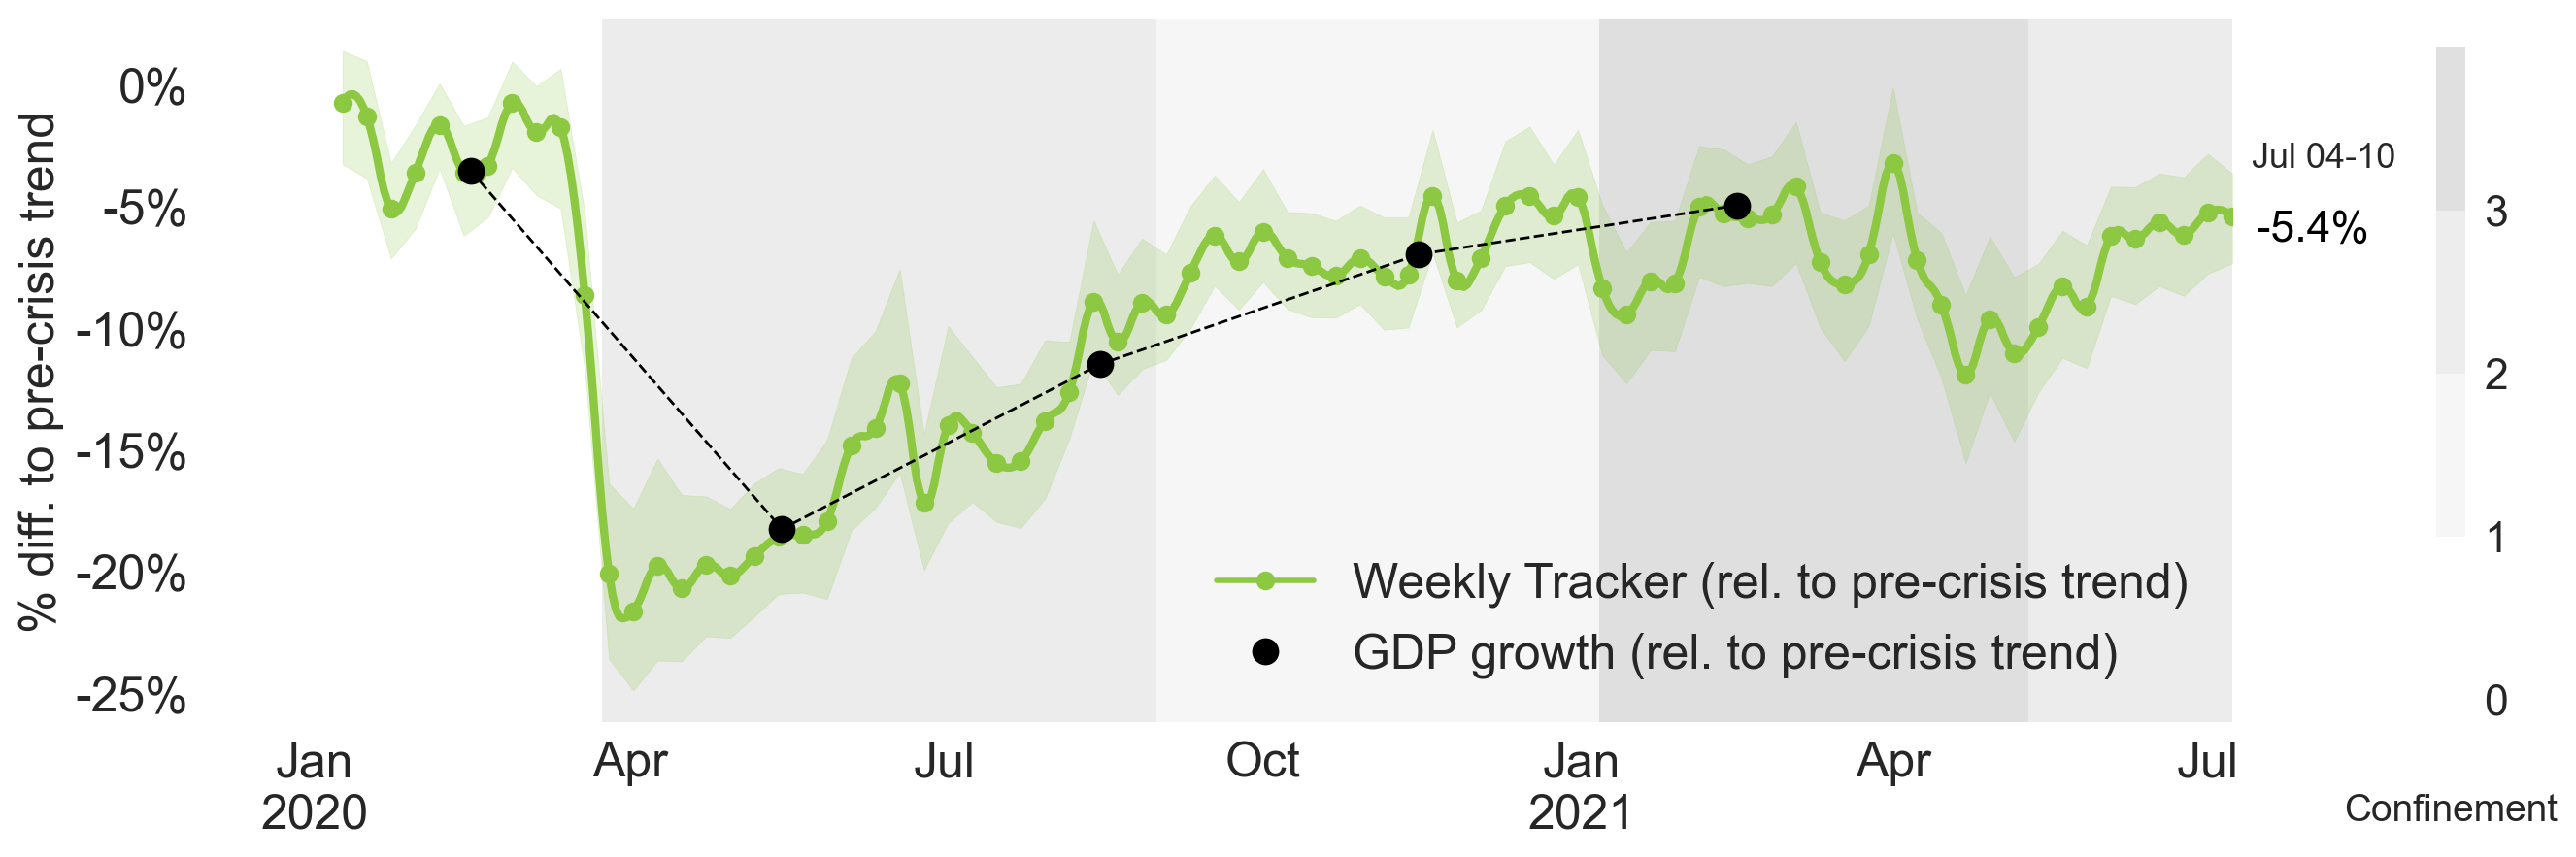 % diff. to pre-crisis trend
0%
-5%
-10%
-15%
-20%
-25%
Jan
2020
Apr
Jul
Oct
Jan
2021
Apr
Jul
Weekly Tracker (rel. to pre-crisis trend)
GDP growth (rel. to pre-crisis trend)
Jul 04-10
-5.4%
3
2
1
0
Confinement